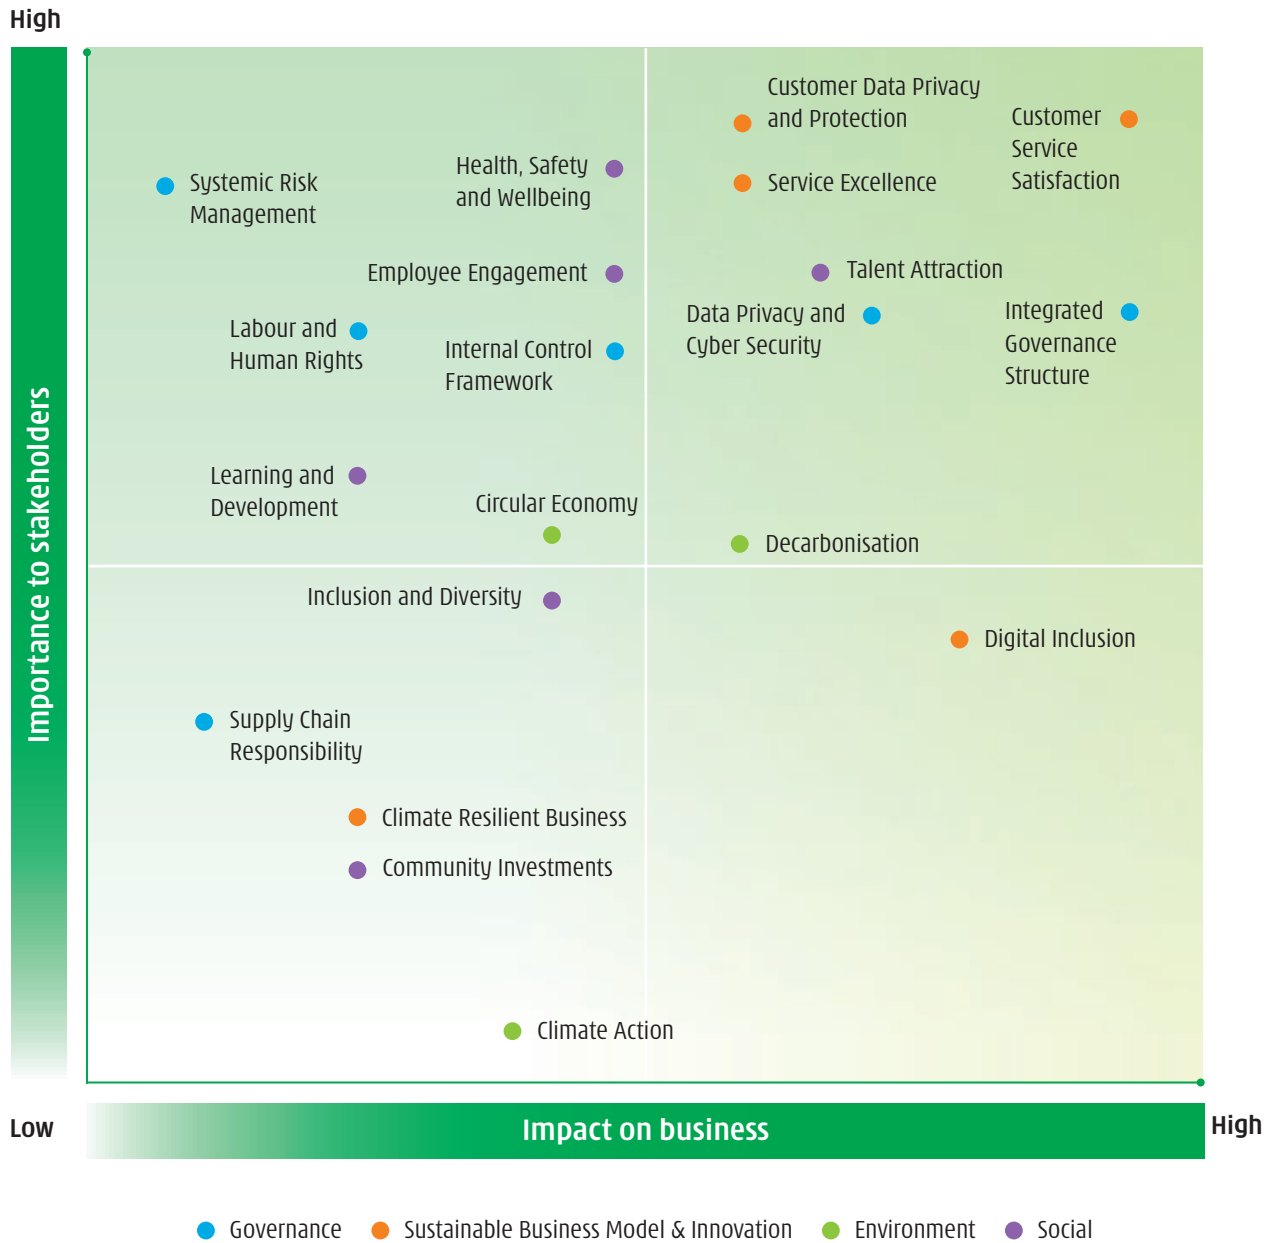 High
Customer Data Privacy
and Protection
Customer
Service
Satisfaction
Health, Safety
and Wellbeing
Systemic Risk
Management
Service Excellence
Employee Engagement
Talent Attraction
Labour and
Human Rights
Internal Control
Framework
Data Privacy and
Cyber Security
Integrated
Governance
Structure
Importance to stakeholders
Learning and
Development
Circular Economy
Decarbonisation
Inclusion and Diversity
Digital Inclusion
Supply Chain
Responsibility
Climate Resilient Business
Community Investments
Climate Action
Low
Impact on business
High
Governance
Sustainable Business Model & Innovation
Environment
Social